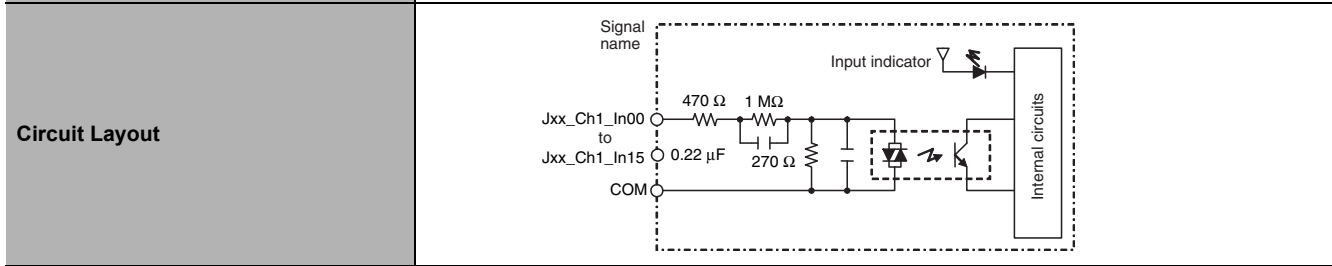 Circuit Layout
Signal
name
Input indicator
470 Ω
1 MΩ
Jxx_Ch1_In00
to
Jxx_Ch1_In15
0.22 μF
270 Ω
COM
Internal circuits